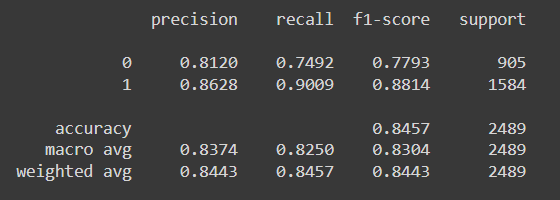 precision recall f1-score support
0 0.8120 0.7492 0.7793 905
1 0.8628 0.9009 0.8814 1584
accuracy 0.8457 2489
macro avg 0.8374 0.8250 0.8304 2489
weighted avg 0.8443 0.8457 0.8443 2489